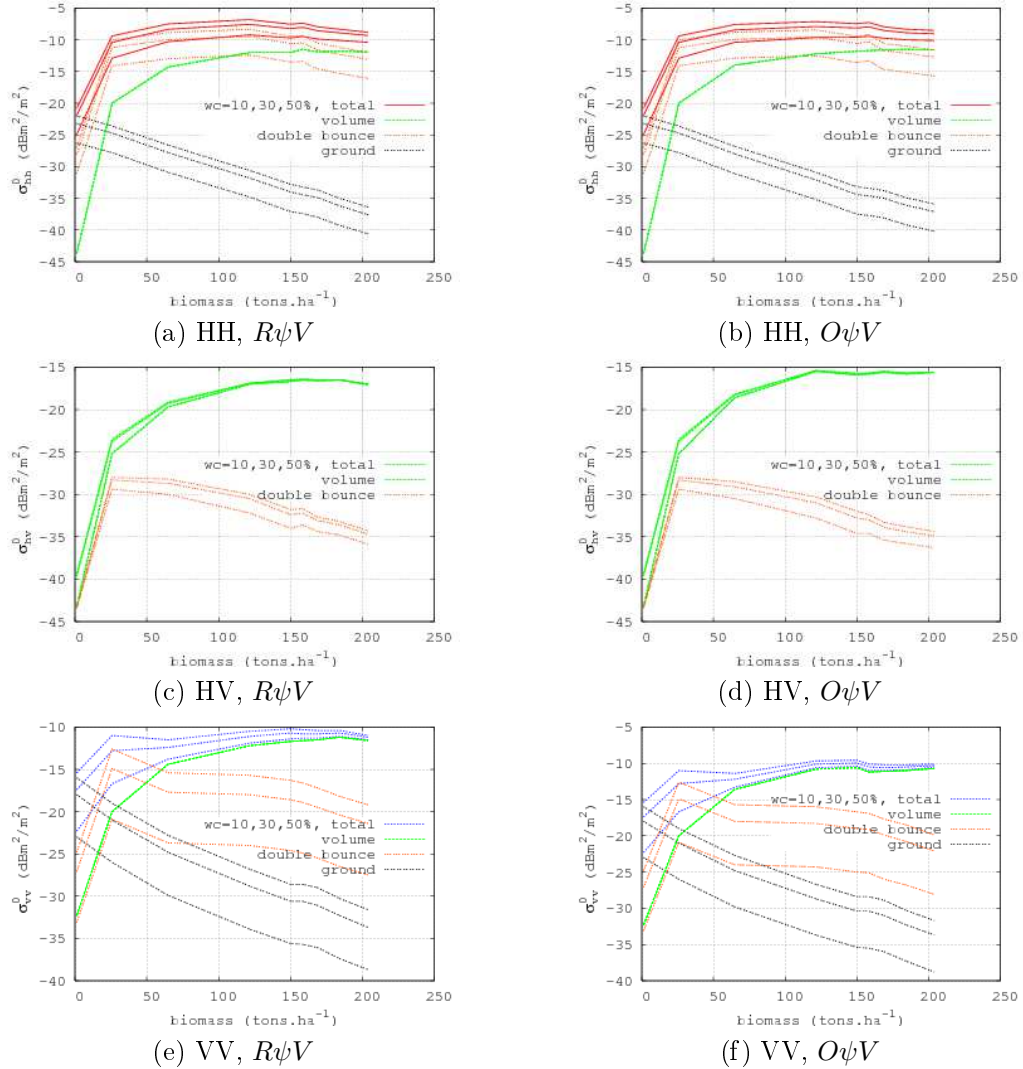 -5
-10
-15
-20
-25
-30
-35
-40
-45
σ⁰hh (dBm²/m²)
wc=10,30,50%, total
volume
double bounce
ground
0 50 100 150 200 250
biomass (tons.ha⁻¹)
(a) HH, RψV
-5
-10
-15
-20
-25
-30
-35
-40
-45
σ⁰hh (dBm²/m²)
wc=10,30,50%, total
volume
double bounce
ground
0 50 100 150 200 250
biomass (tons.ha⁻¹)
(b) HH, OψV
-15
-20
-25
-30
-35
-40
-45
σ⁰hv (dBm²/m²)
wc=10,30,50%, total
volume
double bounce
0 50 100 150 200 250
biomass (tons.ha⁻¹)
(c) HV, RψV
-15
-20
-25
-30
-35
-40
-45
σ⁰hv (dBm²/m²)
wc=10,30,50%, total
volume
double bounce
0 50 100 150 200 250
biomass (tons.ha⁻¹)
(d) HV, OψV
-10
-15
-20
-25
-30
-35
-40
σ⁰vv (dBm²/m²)
wc=10,30,50%, total
volume
double bounce
ground
0 50 100 150 200 250
biomass (tons.ha⁻¹)
(e) VV, RψV
-5
-10
-15
-20
-25
-30
-35
-40
σ⁰vv (dBm²/m²)
wc=10,30,50%, total
volume
double bounce
ground
0 50 100 150 200 250
biomass (tons.ha⁻¹)
(f) VV, OψV